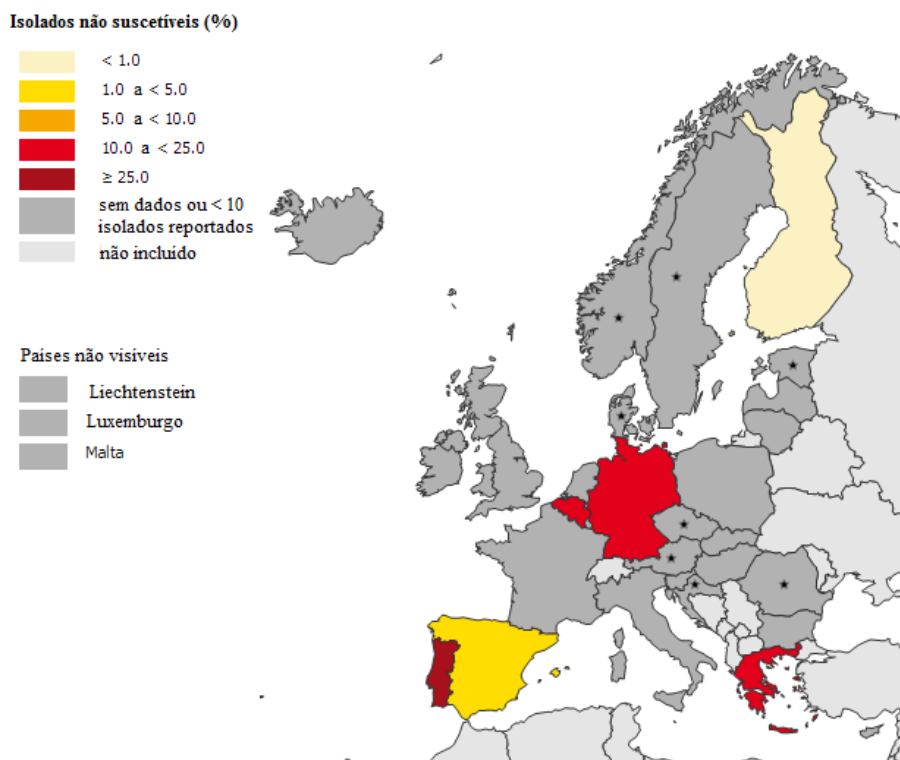 Isolados não suscetíveis (%)
< 1.0
1.0 a < 5.0
5.0 a < 10.0
10.0 a < 25.0
≥ 25.0
sem dados ou < 10
isolados reportados
não incluído
Países não visiveis
Liechtenstein
Luxemburgo
Malta